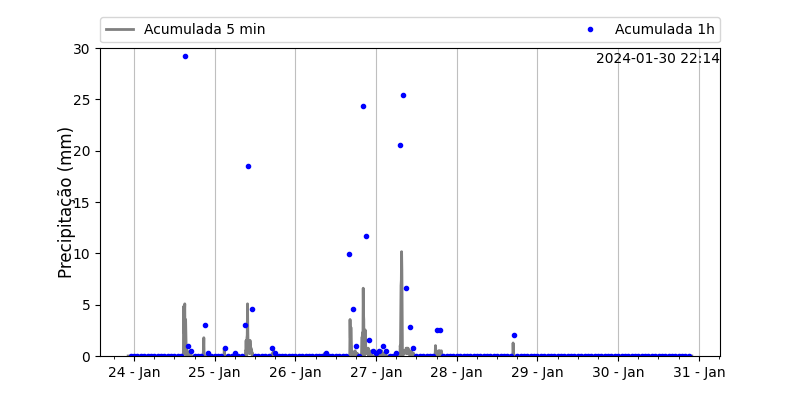 Acumulada 5 min
Acumulada 1h
2024-01-30 22:14
Precipitação (mm)
30
25
20
15
10
5
0
24 - Jan
25 - Jan
26 - Jan
27 - Jan
28 - Jan
29 - Jan
30 - Jan
31 - Jan